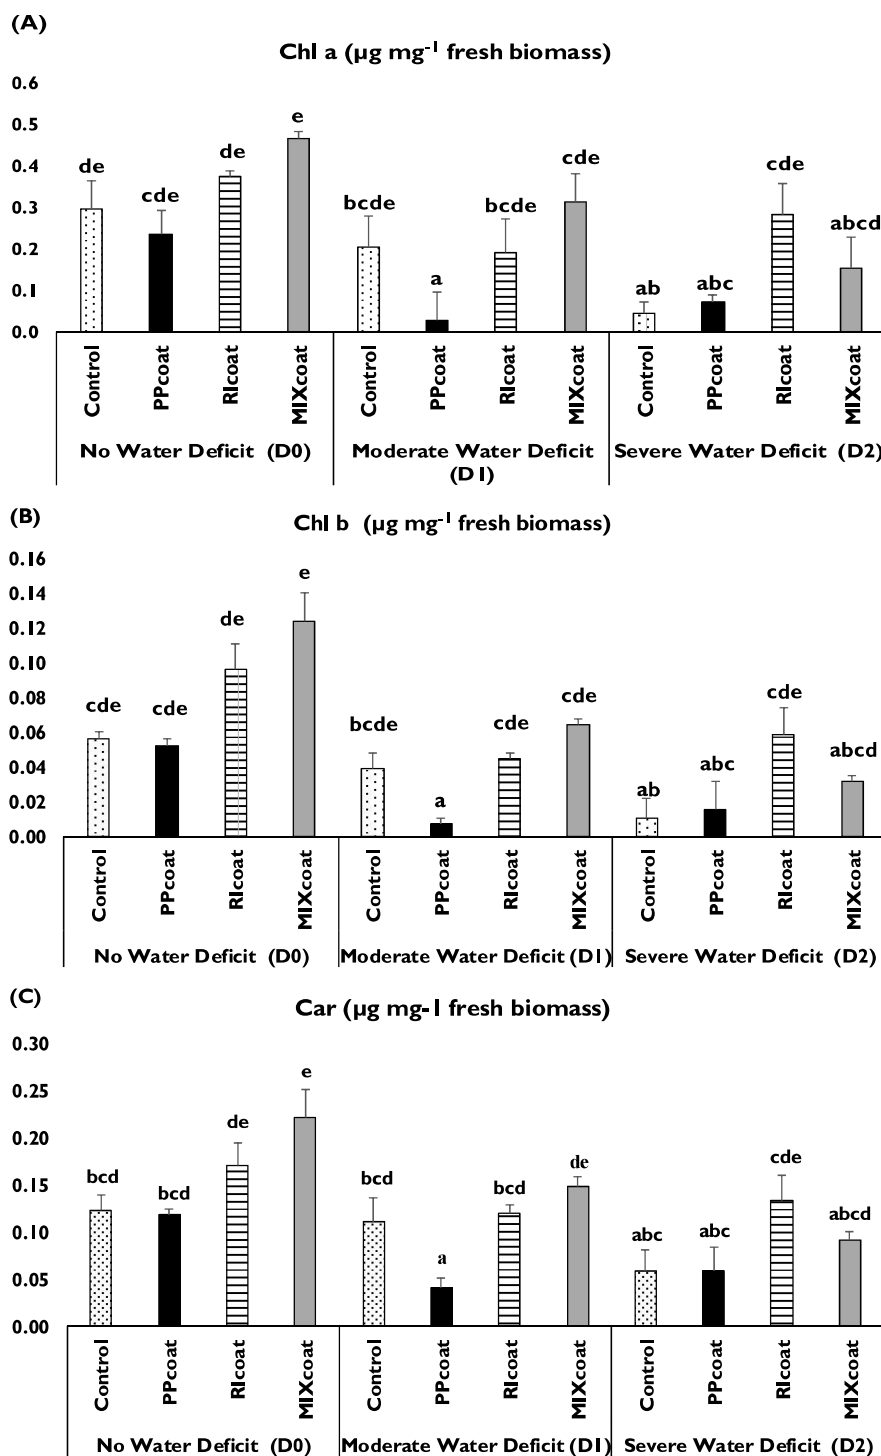 (A)
Chl a (µg mg-1 fresh biomass)
0.6
0.5
0.4
0.3
0.2
0.1
0.0
de
cde
de
e
bcde
a
bcde
cde
ab
abc
cde
abcd
Control
PPcoat
RIcoat
MIXcoat
Control
PPcoat
RIcoat
MIXcoat
Control
PPcoat
RIcoat
MIXcoat
No Water Deficit (D0)
Moderate Water Deficit
(D1)
Severe Water Deficit (D2)
(B)
Chl b (µg mg-1 fresh biomass)
0.16
0.14
0.12
0.10
0.08
0.06
0.04
0.02
0.00
cde
cde
de
e
bcde
a
cde
cde
ab
abc
cde
abcd
Control
PPcoat
RIcoat
MIXcoat
Control
PPcoat
RIcoat
MIXcoat
Control
PPcoat
RIcoat
MIXcoat
No Water Deficit (D0)
Moderate Water Deficit (D1)
Severe Water Deficit (D2)
(C)
Car (µg mg-1 fresh biomass)
0.30
0.25
0.20
0.15
0.10
0.05
0.00
bcd
bcd
de
e
bcd
a
bcd
de
abc
abc
cde
abcd
Control
PPcoat
RIcoat
MIXcoat
Control
PPcoat
RIcoat
MIXcoat
Control
PPcoat
RIcoat
MIXcoat
No Water Deficit (D0)
Moderate Water Deficit (D1)
Severe Water Deficit (D2)